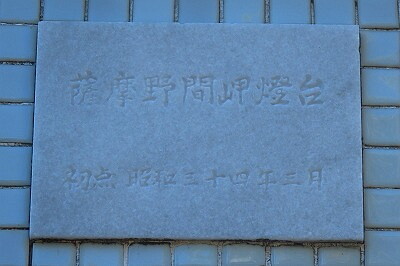 薩摩野間岬燈台
初点 昭和三十四年三月